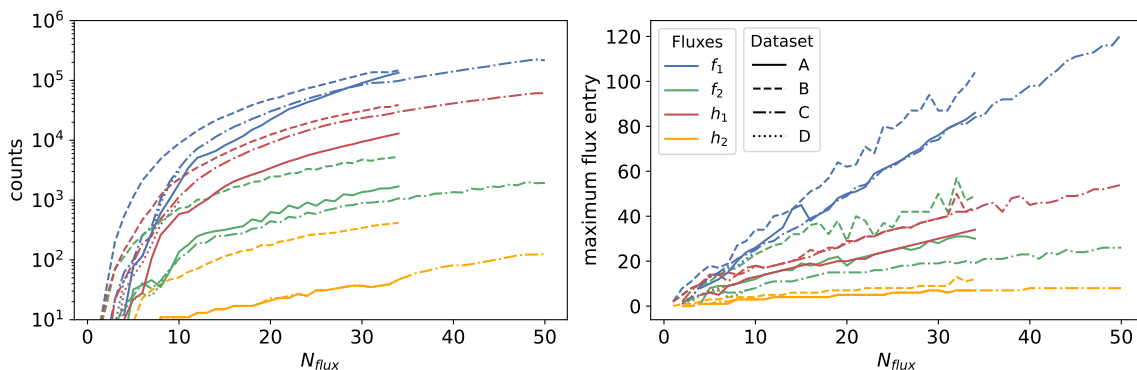 10^6
10^5
10^4
10^3
10^2
10^1
counts
0 10 20 30 40 50
N_flux
120
100
80
60
40
20
0
maximum flux entry
0 10 20 30 40 50
N_flux
Fluxes
f_1
f_2
h_1
h_2
Dataset
A
B
C
D